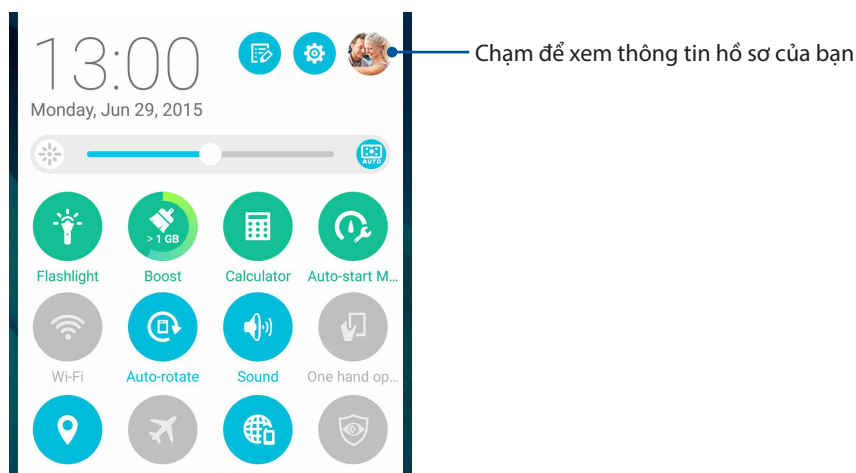 13:00
Chạm để xem thông tin hồ sơ của bạn
Monday, Jun 29, 2015
AUTO
> 1 GB
Flashlight Boost Calculator Auto-start M...
Wi-Fi Auto-rotate Sound One hand op...